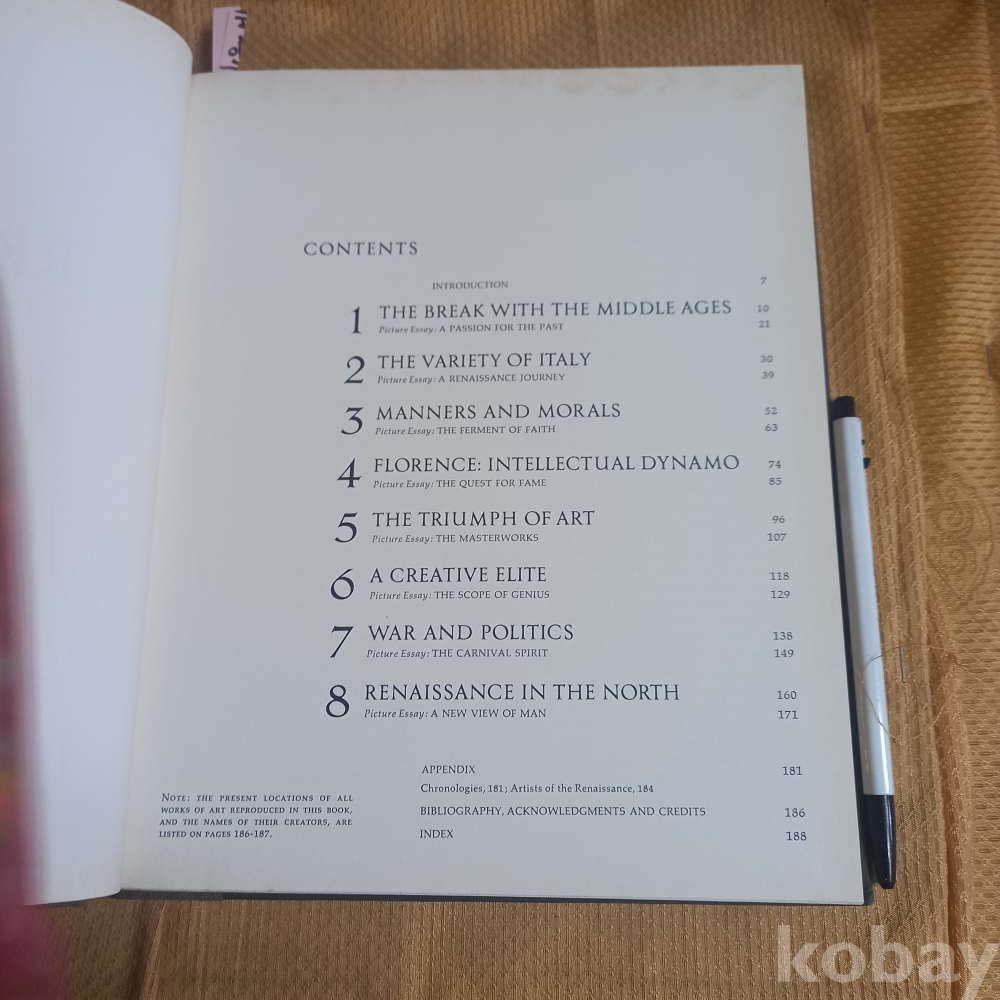 CONTENTS
INTRODUCTION 7
1 THE BREAK WITH THE MIDDLE AGES 10
Picture Essay: A PASSION FOR THE PAST 21
2 THE VARIETY OF ITALY 30
Picture Essay: A RENAISSANCE JOURNEY 39
3 MANNERS AND MORALS 52
Picture Essay: THE FERMENT OF FAITH 63
4 FLORENCE: INTELLECTUAL DYNAMO 74
Picture Essay: THE QUEST FOR FAME 85
5 THE TRIUMPH OF ART 96
Picture Essay: THE MASTERWORKS 107
6 A CREATIVE ELITE 118
Picture Essay: THE SCOPE OF GENIUS 129
7 WAR AND POLITICS 138
Picture Essay: THE CARNIVAL SPIRIT 149
8 RENAISSANCE IN THE NORTH 160
Picture Essay: A NEW VIEW OF MAN 171
APPENDIX 181
Chronologies, 181; Artists of the Renaissance, 184
BIBLIOGRAPHY, ACKNOWLEDGMENTS AND CREDITS 186
INDEX 188
NOTE: THE PRESENT LOCATIONS OF ALL
WORKS OF ART REPRODUCED IN THIS BOOK,
AND THE NAMES OF THEIR CREATORS, ARE
LISTED ON PAGES 186-187.
kobay